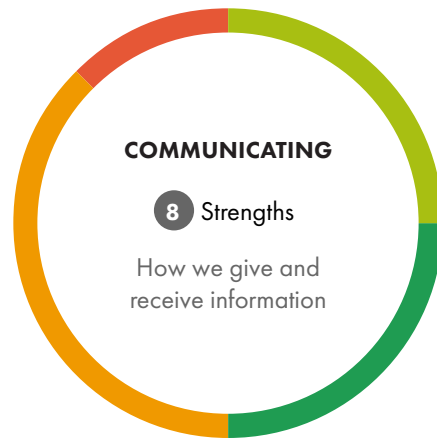 COMMUNICATING
8 Strengths
How we give and
receive information